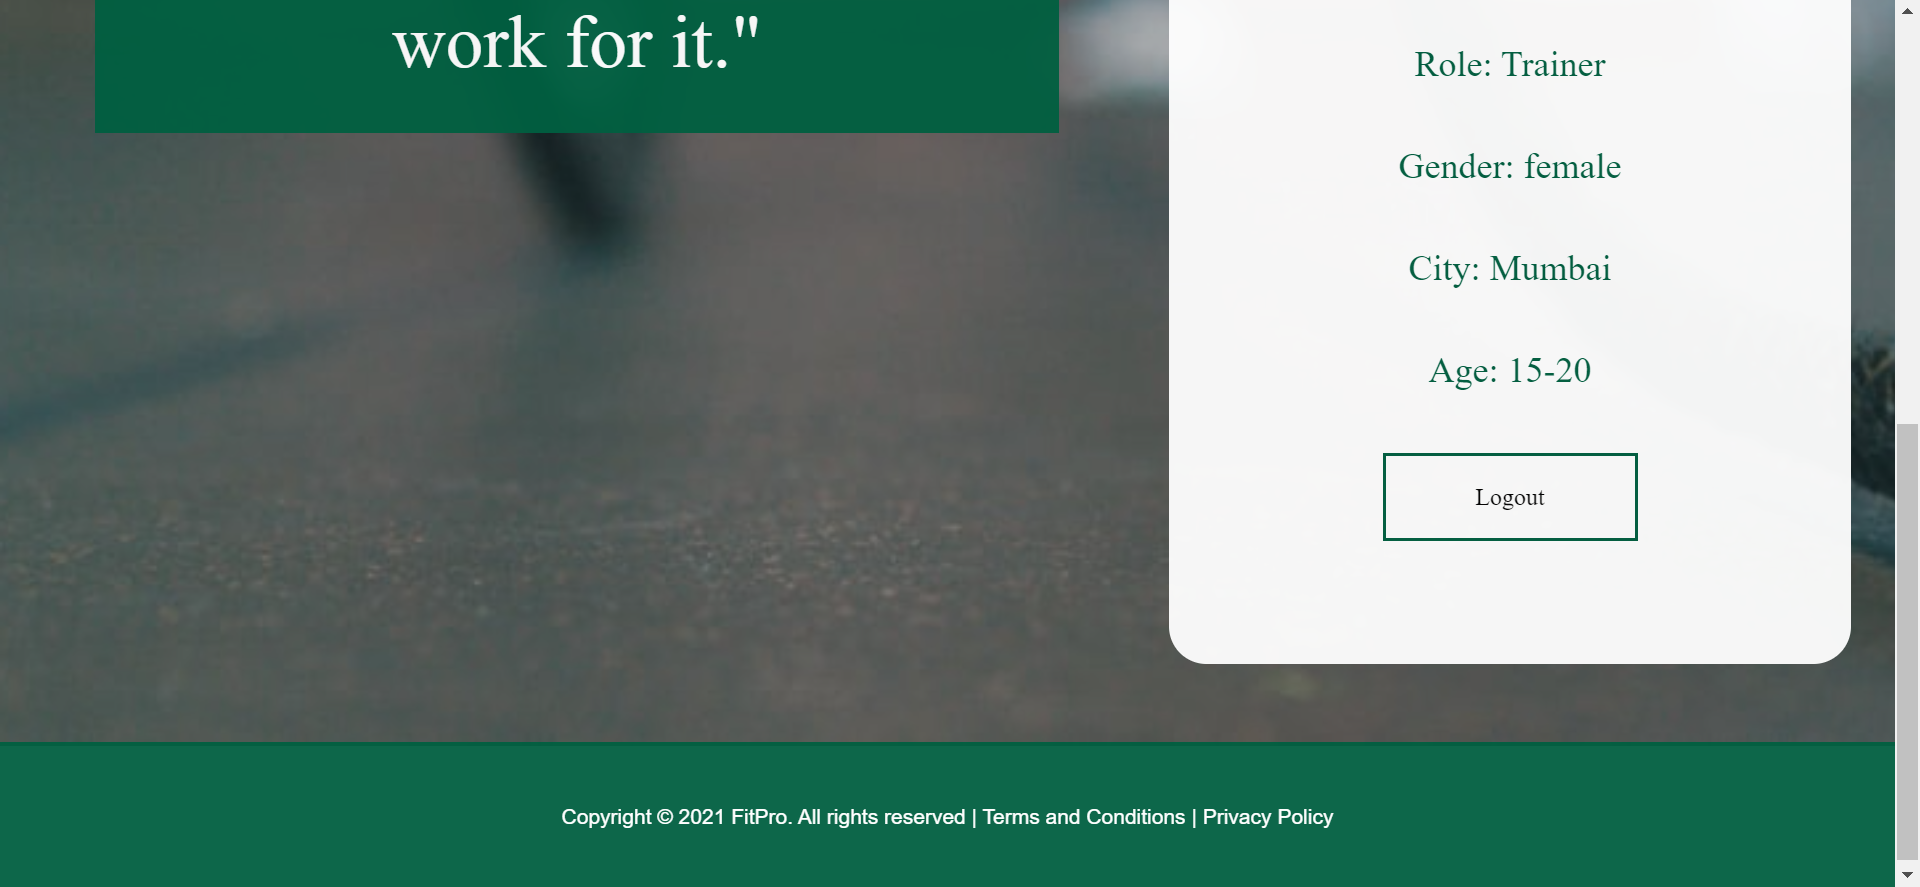 work for it."
Role: Trainer
Gender: female
City: Mumbai
Age: 15-20
Logout
Copyright © 2021 FitPro. All rights reserved | Terms and Conditions | Privacy Policy